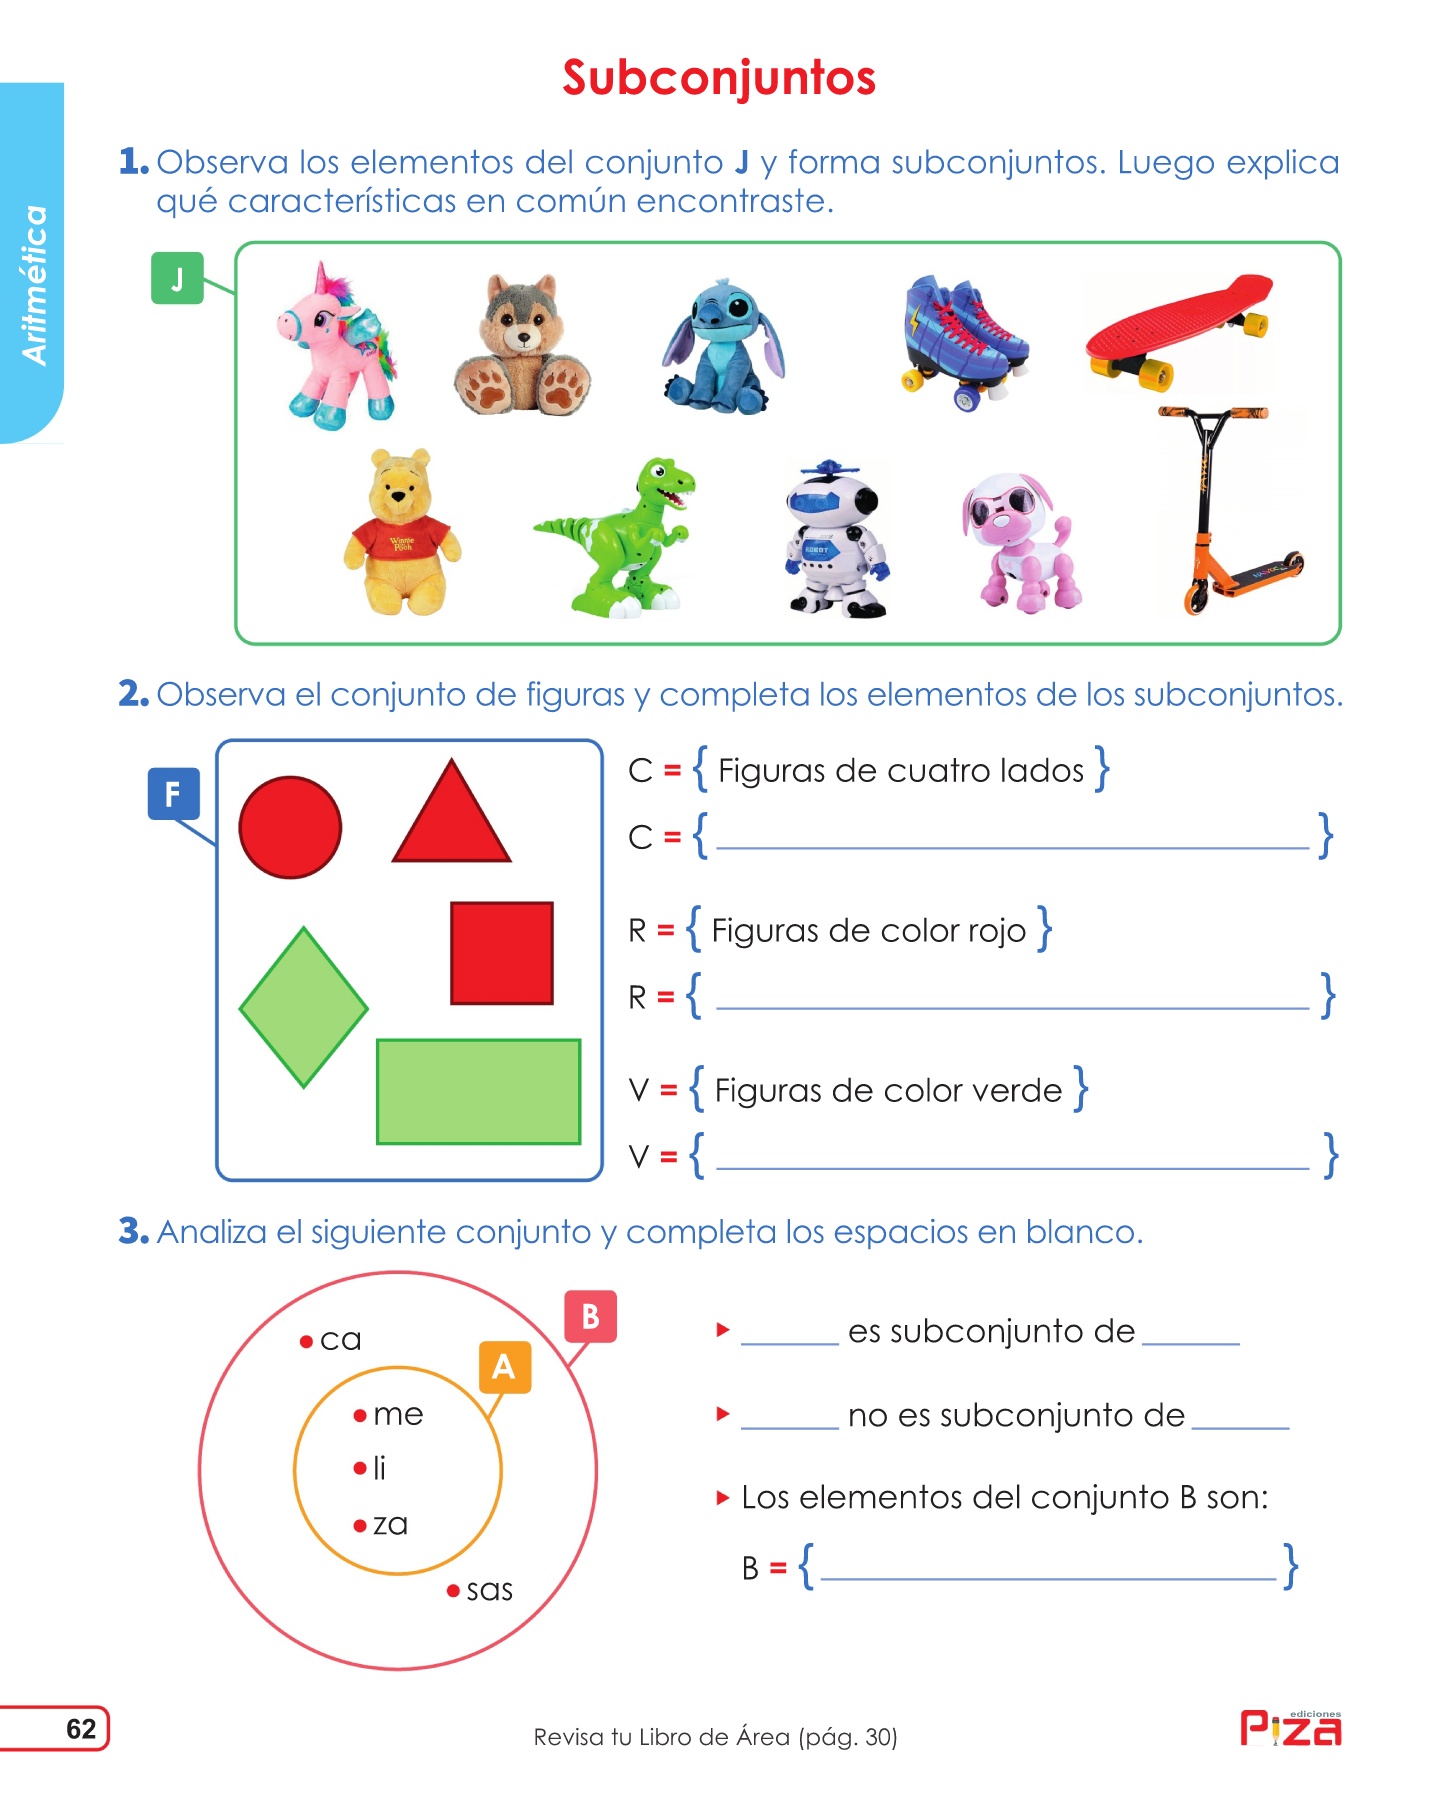 Subconjuntos
Aritmética
1. Observa los elementos del conjunto J y forma subconjuntos. Luego explica
qué características en común encontraste.
J
Winnie
Pooh
ROBOT
2. Observa el conjunto de figuras y completa los elementos de los subconjuntos.
F
C = { Figuras de cuatro lados }
C = { }
R = { Figuras de color rojo }
R = { }
V = { Figuras de color verde }
V = { }
3. Analiza el siguiente conjunto y completa los espacios en blanco.
B
A
• ca
• me
• li
• za
• sas
▸ ______ es subconjunto de ______
▸ ______ no es subconjunto de ______
▸ Los elementos del conjunto B son:
B = { }
62
Revisa tu Libro de Área (pág. 30)
ediciones
Piza